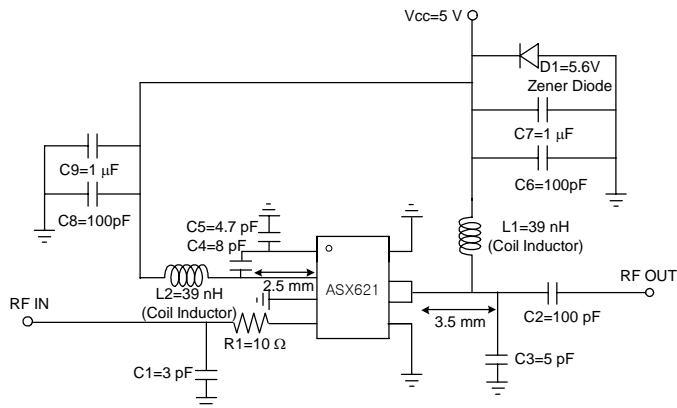 Vcc=5 V
D1=5.6V
Zener Diode
C7=1 μF
C6=100pF
C9=1 μF
C8=100pF
C5=4.7 pF
C4=8 pF
L1=39 nH
(Coil Inductor)
2.5 mm
ASX621
RF OUT
L2=39 nH
(Coil Inductor)
RF IN
3.5 mm
C2=100 pF
R1=10 Ω
C1=3 pF
C3=5 pF